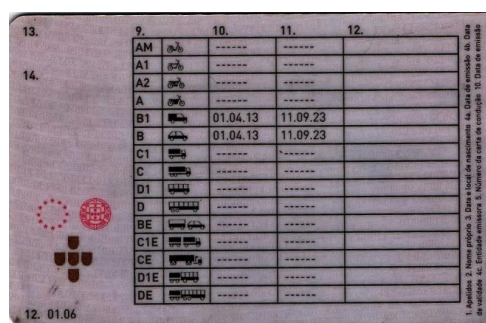 13.
14.
9. 10. 11. 12.
AM ------ ------
A1 ------ ------
A2 ------ ------
A ------ ------
B1 01.04.13 11.09.23
B 01.04.13 11.09.23
C1 ------ ------
C ------ ------
D1 ------ ------
D ------ ------
BE ------ ------
C1E ------ ------
CE ------ ------
D1E ------ ------
DE ------ ------
12. 01.06
1. Apelidos 2. Nome próprio 3. Data e local de nascimento 4a. Data de emissão 4b. Data
de validade 4c. Entidade emissora 5. Número da carta de condução 10. Data de emissão